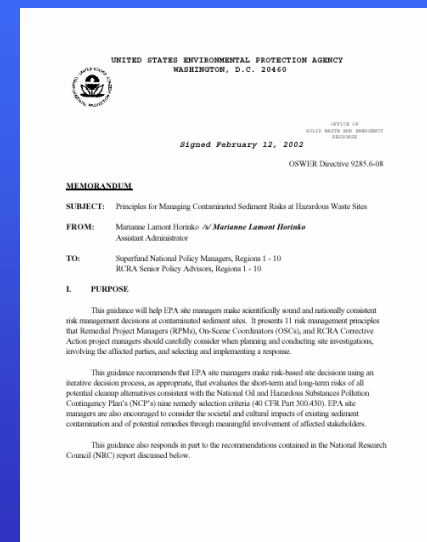 UNITED STATES ENVIRONMENTAL PROTECTION AGENCY
WASHINGTON, D.C. 20460
OFFICE OF
SOLID WASTE AND EMERGENCY
RESPONSE
Signed February 12, 2002
OSWER Directive 9285.6-08
MEMORANDUM
SUBJECT: Principles for Managing Contaminated Sediment Risks at Hazardous Waste Sites
FROM: Marianne Lamont Horinko /s/ Marianne Lamont Horinko
Assistant Administrator
TO: Superfund National Policy Managers, Regions 1 - 10
RCRA Senior Policy Advisors, Regions 1 - 10
I. PURPOSE
This guidance will help EPA site managers make scientifically sound and nationally consistent
risk management decisions at contaminated sediment sites. It presents 11 risk management principles
that Remedial Project Managers (RPMs), On-Scene Coordinators (OSCs), and RCRA Corrective
Action project managers should carefully consider when planning and conducting site investigations,
involving the affected parties, and selecting and implementing a response.
This guidance recommends that EPA site managers make risk-based site decisions using an
iterative decision process, as appropriate, that evaluates the short-term and long-term risks of all
potential cleanup alternatives consistent with the National Oil and Hazardous Substances Pollution
Contingency Plan's (NCP's) nine remedy selection criteria (40 CFR Part 300.430). EPA site
managers are also encouraged to consider the societal and cultural impacts of existing sediment
contamination and of potential remedies through meaningful involvement of affected stakeholders.
This guidance also responds in part to the recommendations contained in the National Research
Council (NRC) report discussed below.